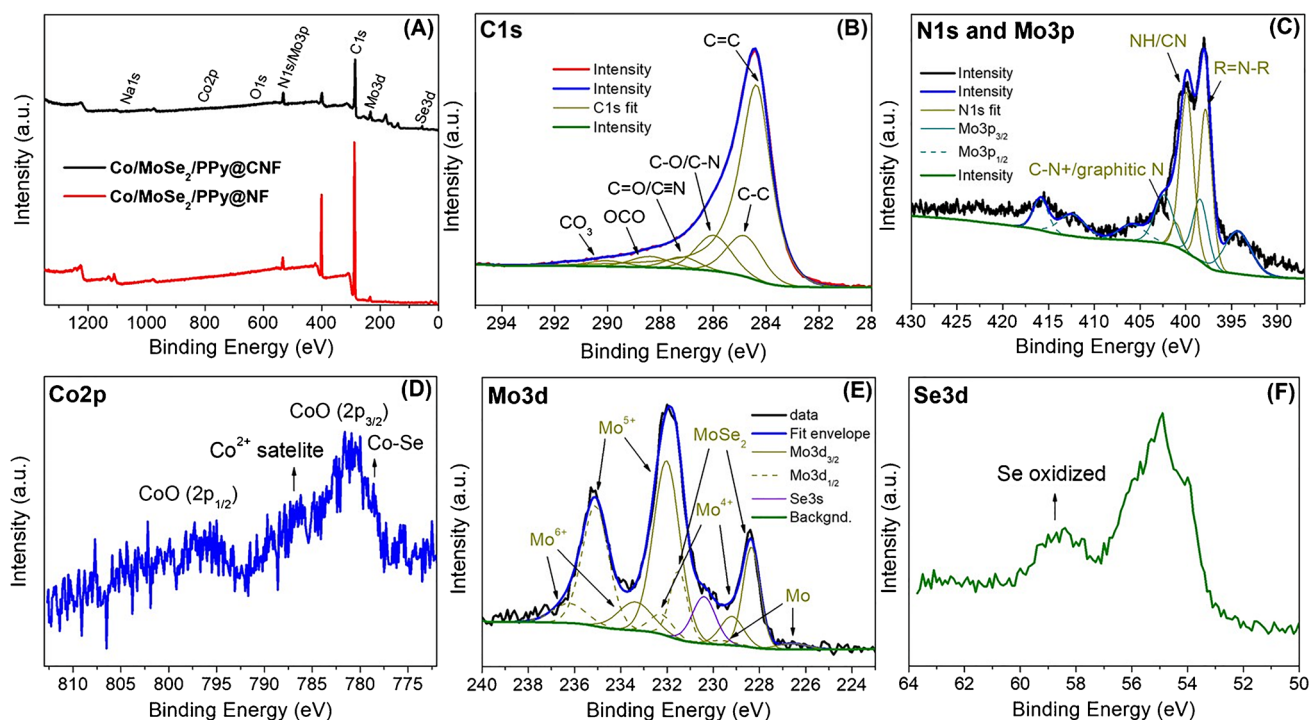 (A)
Na1s
Co2p
O1s
N1s/Mo3p
C1s
Mo3d
Se3d
Co/MoSe2/PPy@CNF
Co/MoSe2/PPy@NF
Intensity (a.u.)
1200 1000 800 600 400 200 0
Binding Energy (eV)
C1s
(B)
C=C
Intensity
Intensity
C1s fit
Intensity
C-O/C-N
C=O/C≡N
OCO
CO3
C-C
Intensity (a.u.)
294 292 290 288 286 284 282 28
Binding Energy (eV)
N1s and Mo3p
(C)
NH/CN
R=N-R
Intensity
Intensity
N1s fit
Mo3p3/2
Mo3p1/2
Intensity
C-N+/graphitic N
Intensity (a.u.)
430 425 420 415 410 405 400 395 390
Binding Energy (eV)
Co2p
(D)
CoO (2p3/2)
Co2+ satelite
Co-Se
CoO (2p1/2)
Intensity (a.u.)
810 805 800 795 790 785 780 775
Binding Energy (eV)
Mo3d
(E)
Mo5+
MoSe2
data
Fit envelope
Mo3d3/2
Mo3d1/2
Se3s
Backgnd.
Mo6+
Mo4+
Mo
Intensity (a.u.)
240 238 236 234 232 230 228 226 224
Binding Energy (eV)
Se3d
(F)
Se oxidized
Intensity (a.u.)
64 62 60 58 56 54 52 50
Binding Energy (eV)